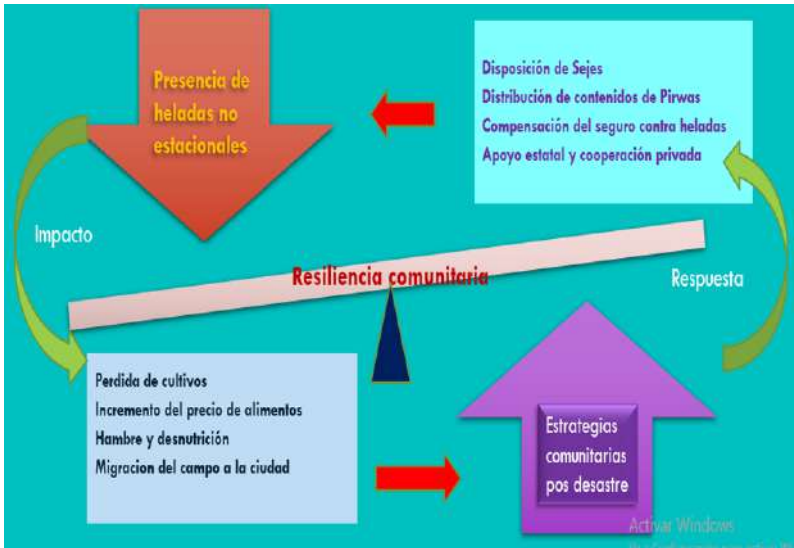 Presencia de
heladas no
estacionales
Disposición de Sejes
Distribución de contenidos de Pirwas
Compensación del seguro contra heladas
Apoyo estatal y cooperación privada
Impacto
Resiliencia comunitaria
Respuesta
Perdida de cultivos
Incremento del precio de alimentos
Hambre y desnutrición
Migracion del campo a la ciudad
Estrategias
comunitarias
pos desastre
Activar Windows